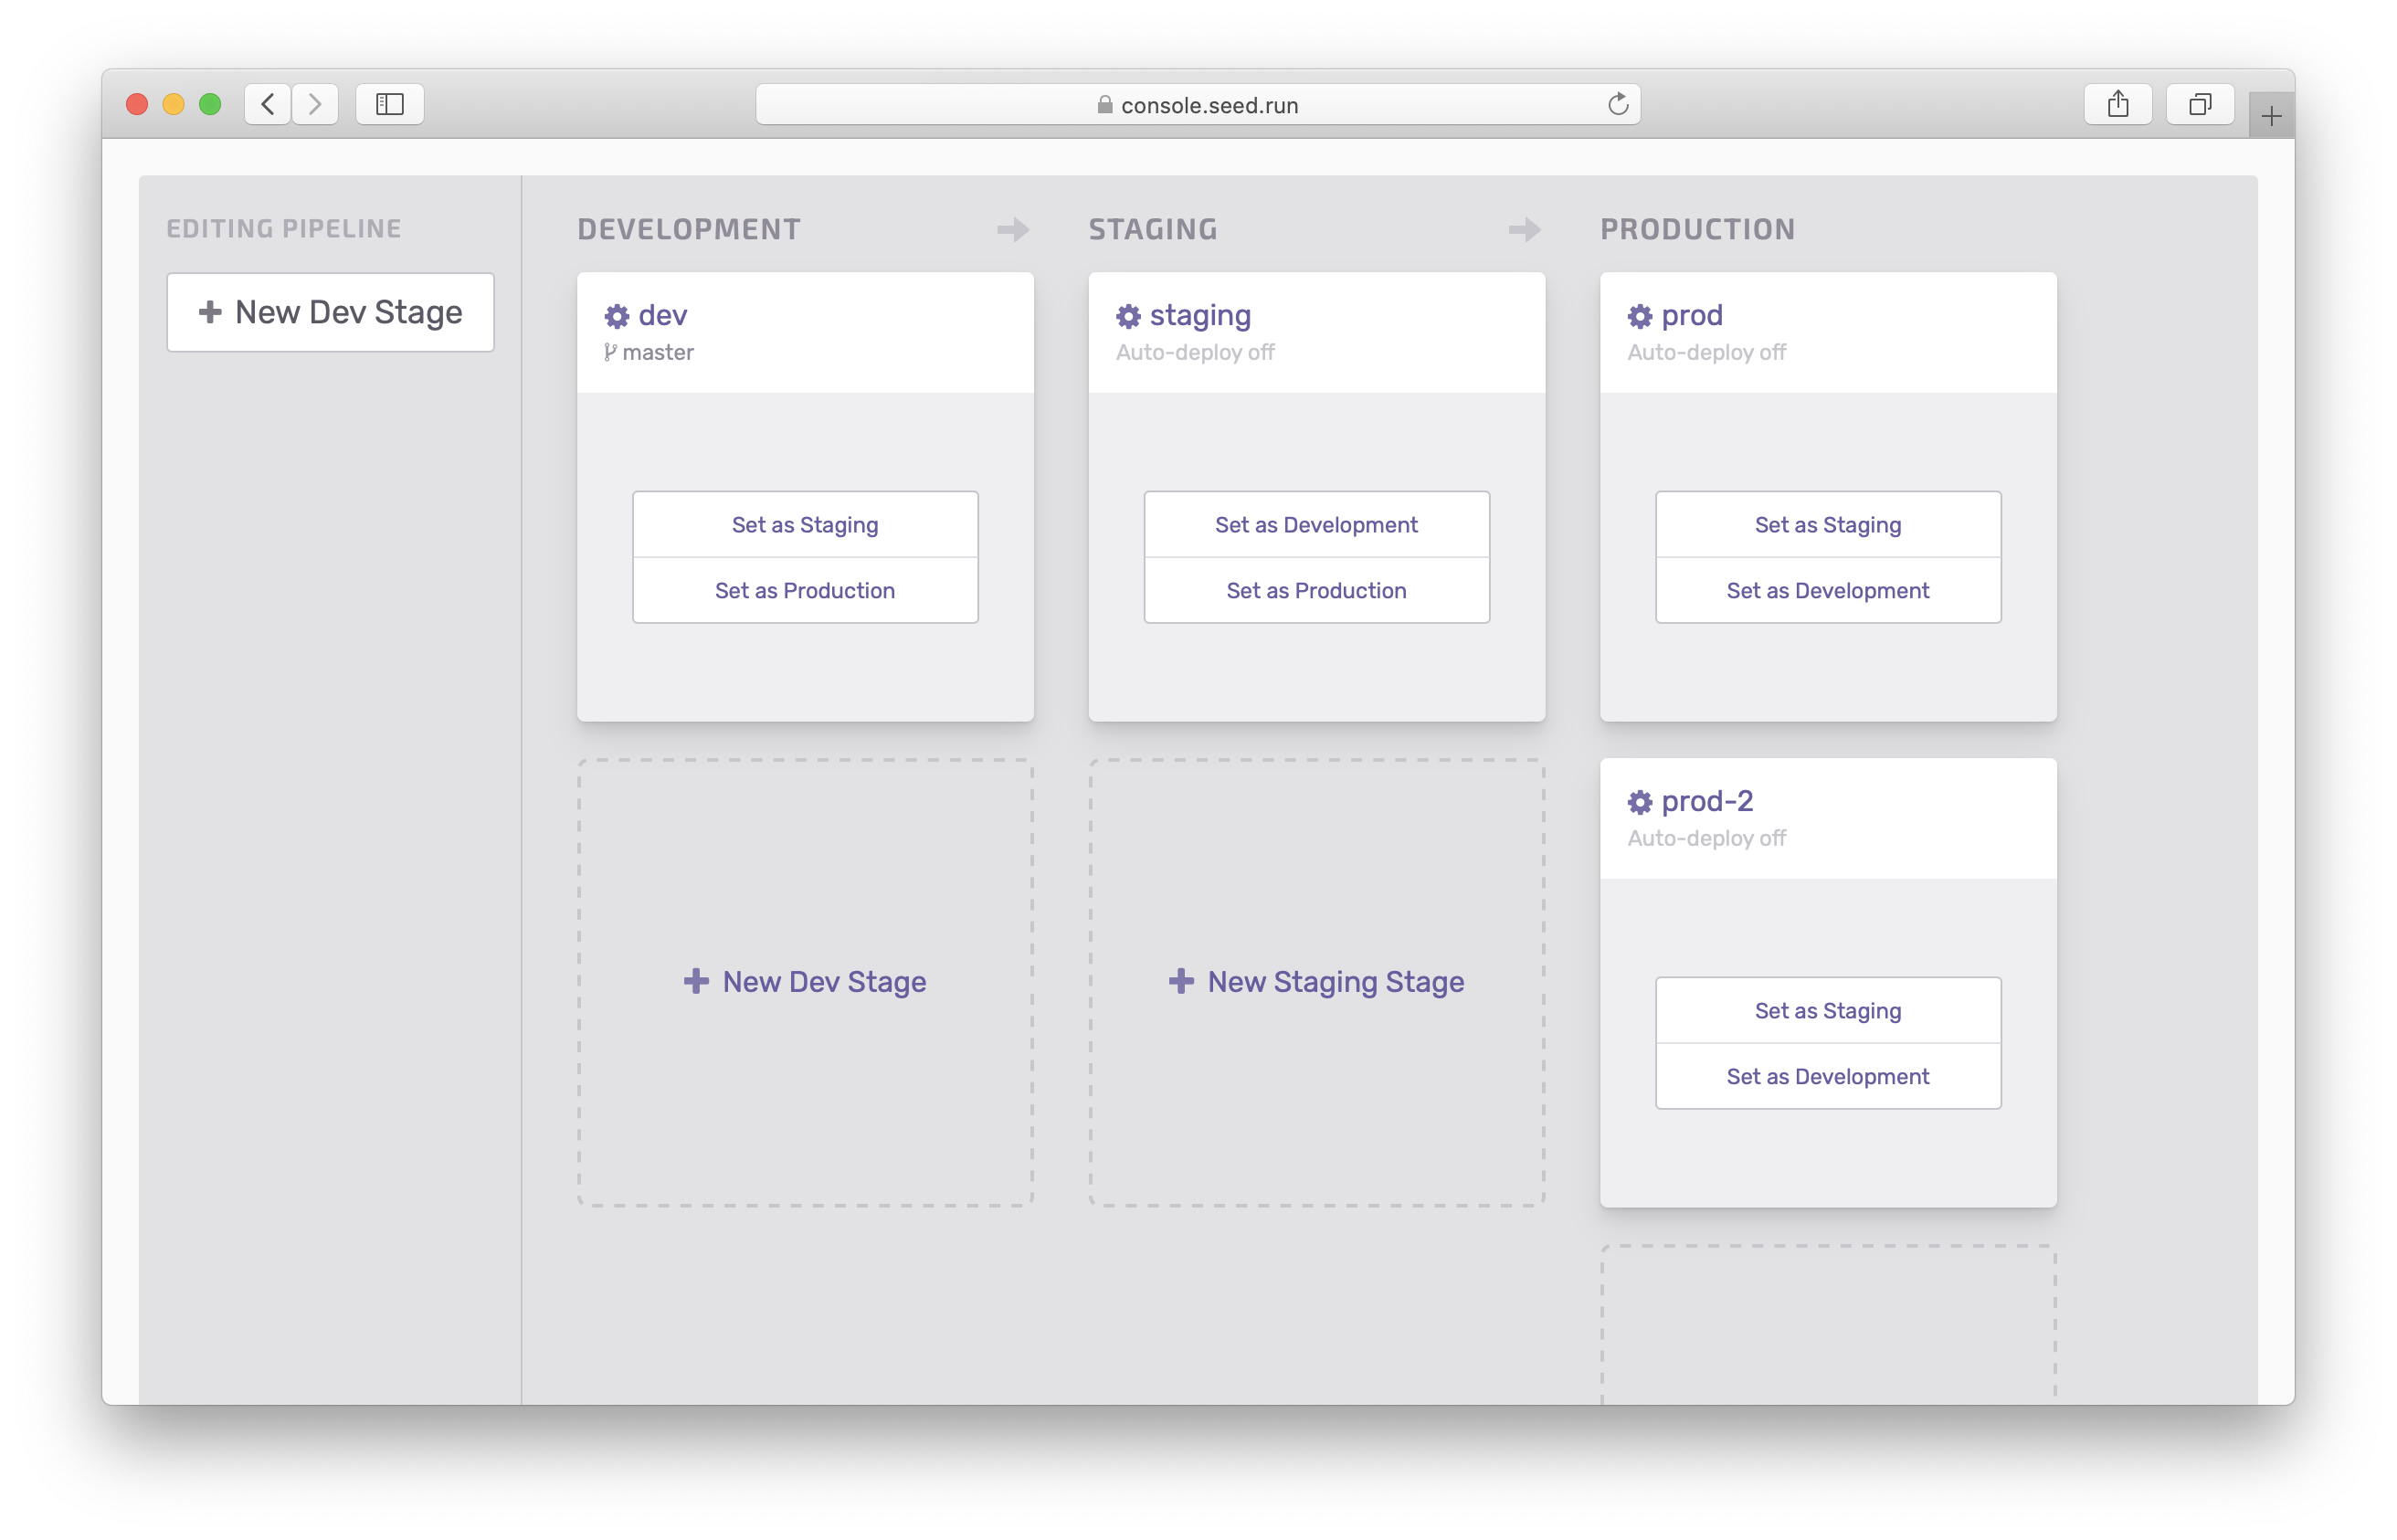 console.seed.run
EDITING PIPELINE
New Dev Stage
DEVELOPMENT
dev
master
Set as Staging
Set as Production
New Dev Stage
STAGING
staging
Auto-deploy off
Set as Development
Set as Production
New Staging Stage
PRODUCTION
prod
Auto-deploy off
Set as Staging
Set as Development
prod-2
Auto-deploy off
Set as Staging
Set as Development